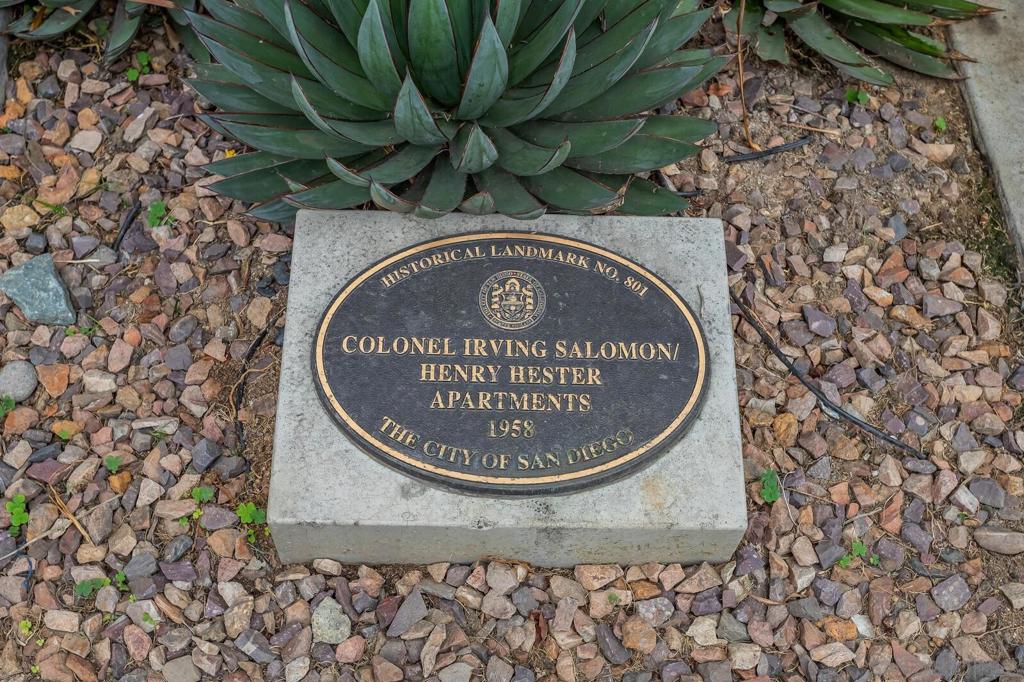 HISTORICAL LANDMARK NO. 801
COLONEL IRVING SALOMON/
HENRY HESTER
APARTMENTS
1958
THE CITY OF SAN DIEGO